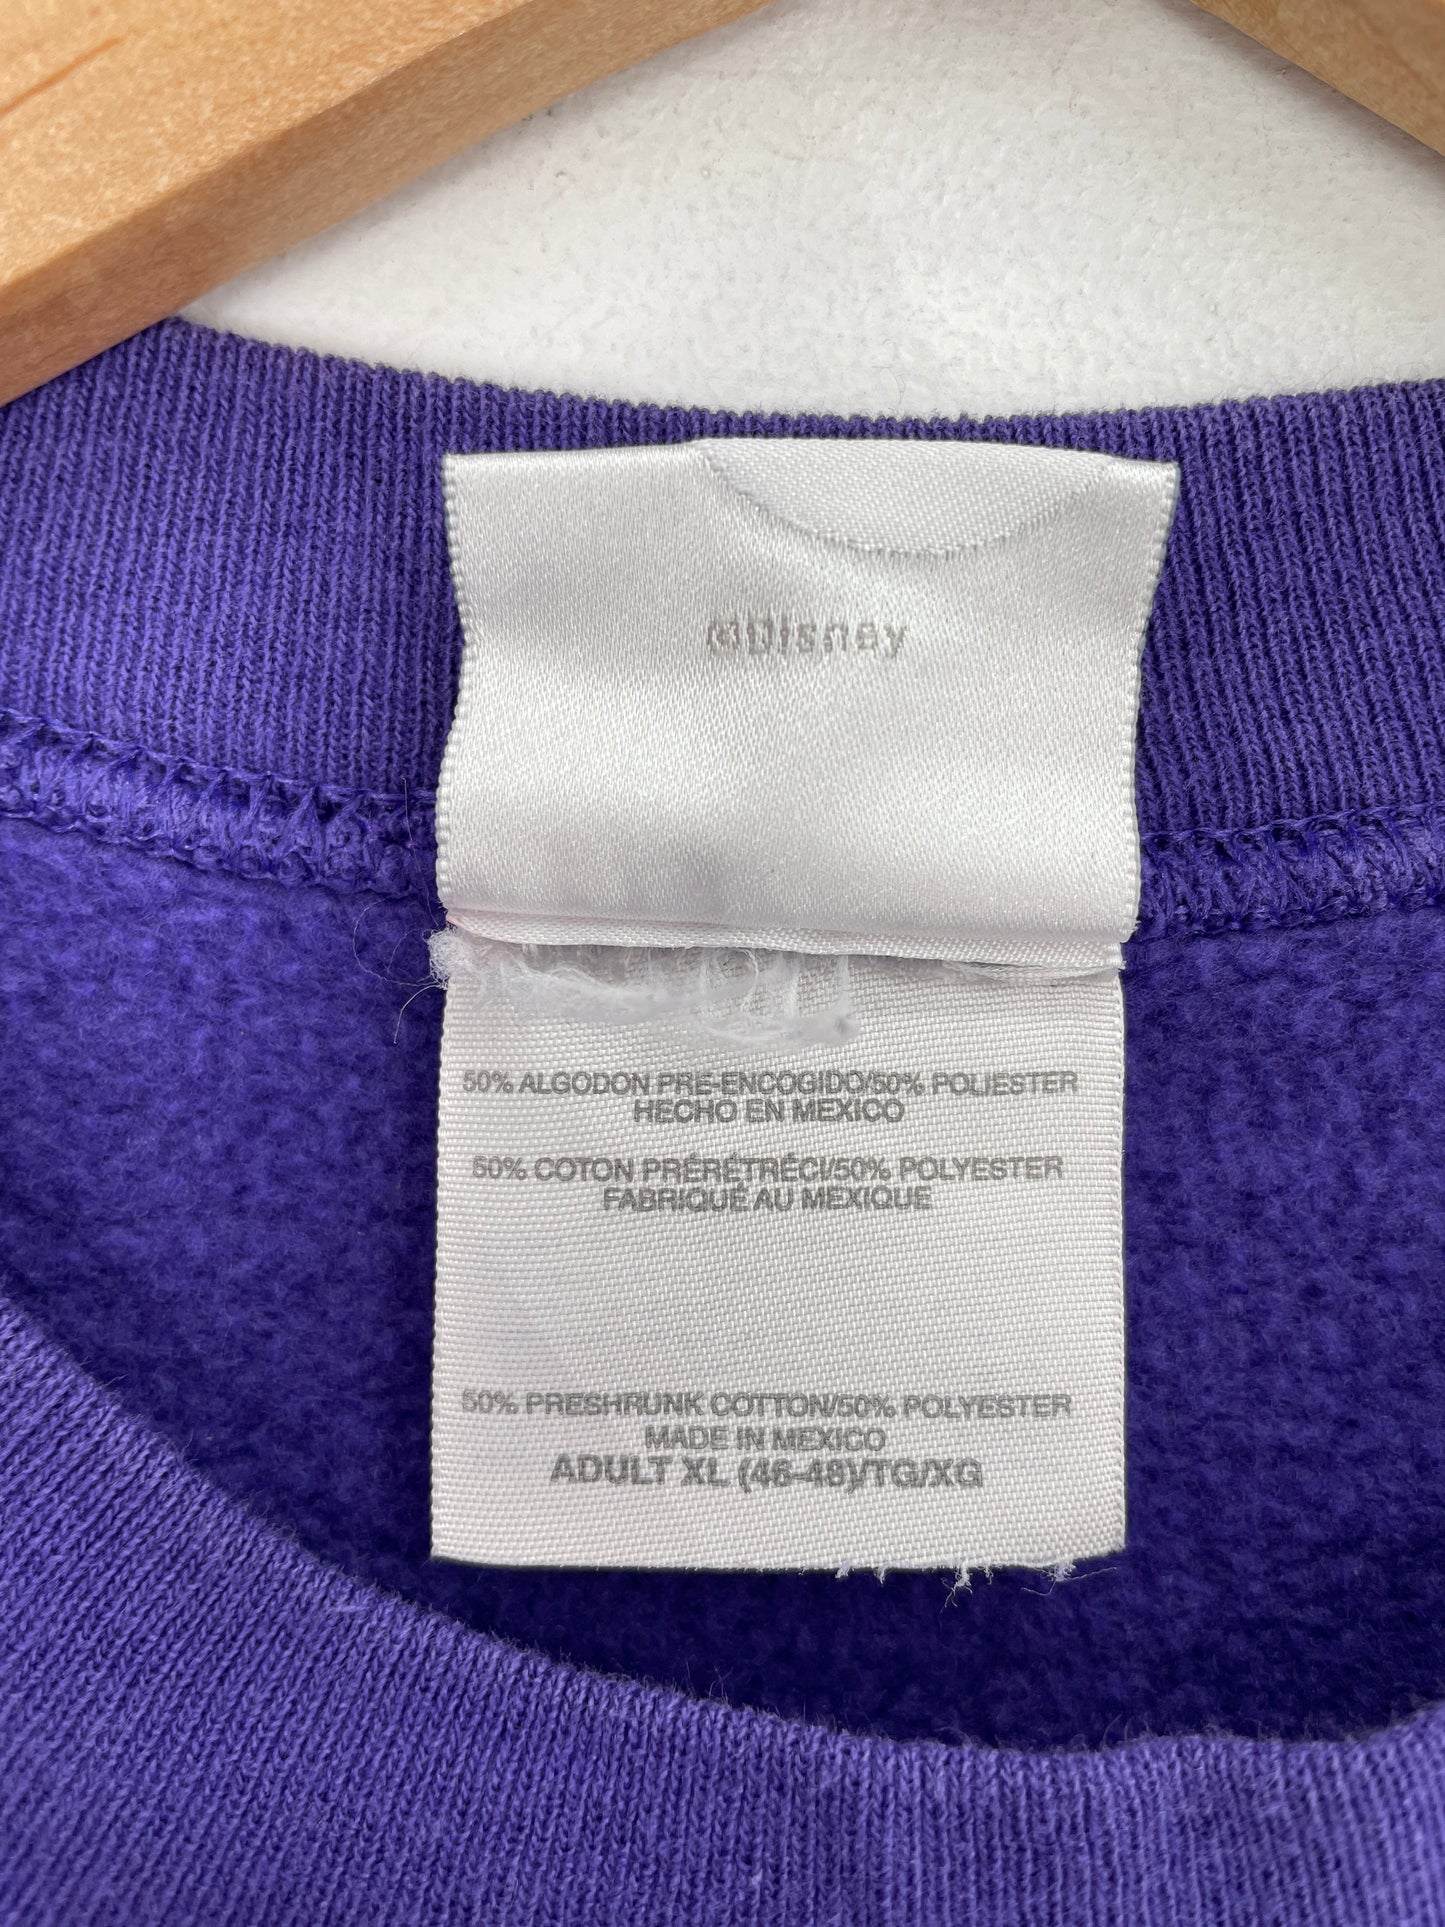 ©Disney
50% ALGODON PRE-ENCOGIDO/50% POLIESTER
HECHO EN MEXICO
50% COTON PRÉRÉTRÉCI/50% POLYESTER
FABRIQUÉ AU MEXIQUE
50% PRESHRUNK COTTON/50% POLYESTER
MADE IN MEXICO
ADULT XL (46-48)/TG/XG